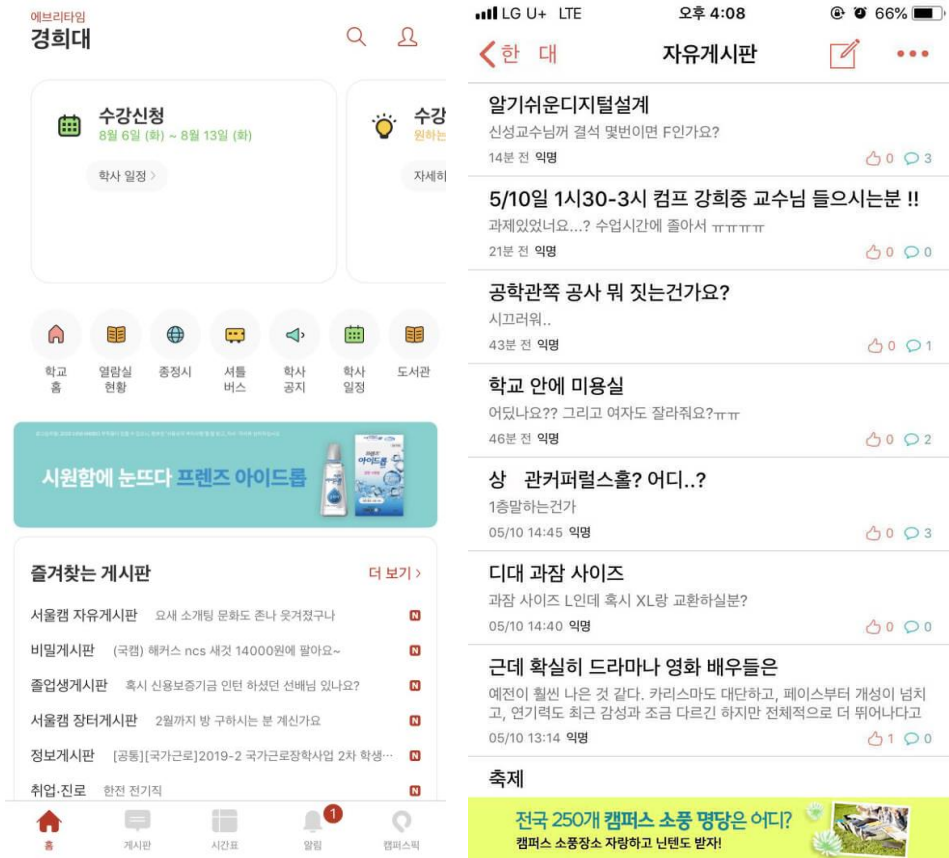 에브리타임
경희대
수강신청
8월 6일 (화) ~ 8월 13일 (화)
학사 일정 >
수강
원하는
자세히
학교
홈
열람실
현황
종정시
셔틀
버스
학사
공지
학사
일정
도서관
시원함에 눈뜨다 프렌즈 아이드롭
프렌즈
아이드롭
즐겨찾는 게시판
더 보기 >
서울캠 자유게시판 요새 소개팅 문화도 존나 웃겨졌구나 N
비밀게시판 (국캠) 해커스 ncs 새것 14000원에 팔아요~ N
졸업생게시판 혹시 신용보증기금 인턴 하셨던 선배님 있나요? N
서울캠 장터게시판 2월까지 방 구하시는 분 계신가요 N
정보게시판 [공통][국가근로]2019-2 국가근로장학사업 2차 학생… N
취업·진로 한전 전기직 N
1
홈 게시판 시간표 알림 캠퍼스픽
LG U+ LTE 오후 4:08 66%
한 대 자유게시판
알기쉬운디지털설계
신성교수님꺼 결석 몇번이면 F인가요?
14분 전 익명 0 3
5/10일 1시30-3시 컴프 강희중 교수님 들으시는분 !!
과제있었너요...? 수업시간에 졸아서 ㅠㅠㅠㅠ
21분 전 익명 0 0
공학관쪽 공사 뭐 짓는건가요?
시끄러워..
43분 전 익명 0 1
학교 안에 미용실
어딨나요?? 그리고 여자도 잘라줘요?ㅠㅠ
46분 전 익명 0 2
상 관커퍼럴스홀? 어디..?
1층말하는건가
05/10 14:45 익명 0 3
디대 과잠 사이즈
과잠 사이즈 L인데 혹시 XL랑 교환하실분?
05/10 14:40 익명 0 0
근데 확실히 드라마나 영화 배우들은
예전이 훨씬 나은 것 같다. 카리스마도 대단하고, 페이스부터 개성이 넘치
고, 연기력도 최근 감성과 조금 다르긴 하지만 전체적으로 더 뛰어나다고
05/10 13:14 익명 1 0
축제
전국 250개 캠퍼스 소풍 명당은 어디?
캠퍼스 소풍장소 자랑하고 닌텐도 받자!